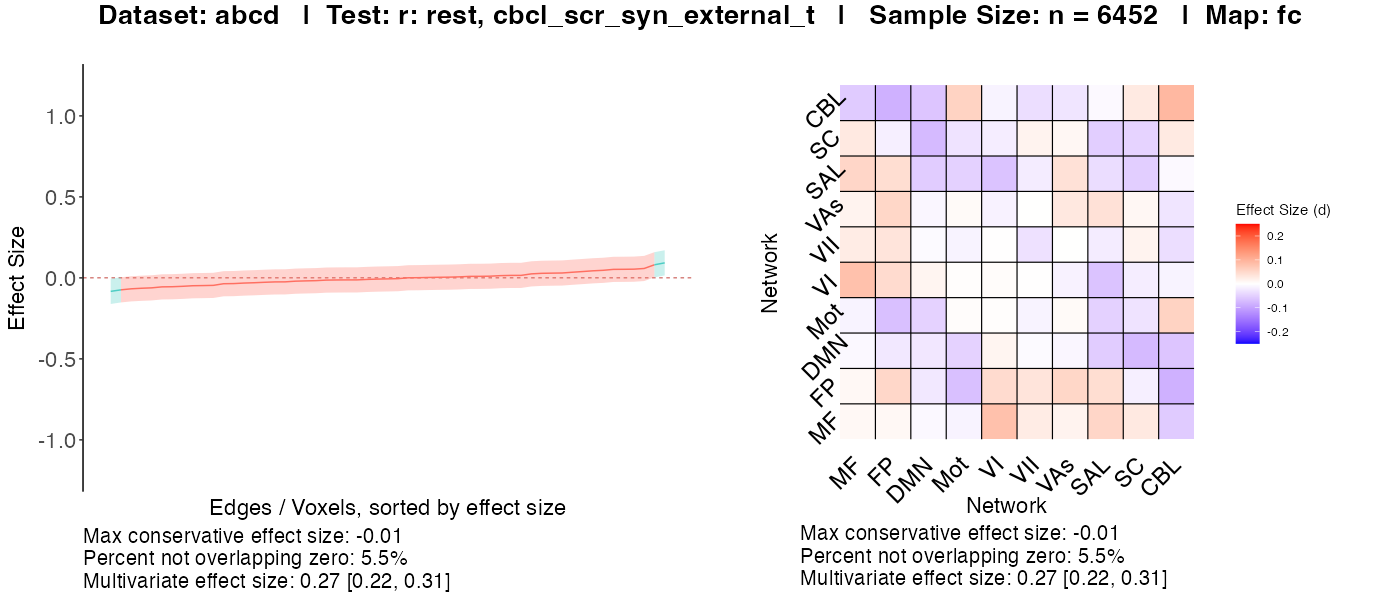 Dataset: abcd | Test: r: rest, cbcl_scr_syn_external_t | Sample Size: n = 6452 | Map: fc
Effect Size
1.0
0.5
0.0
-0.5
-1.0
Edges / Voxels, sorted by effect size
Max conservative effect size: -0.01
Percent not overlapping zero: 5.5%
Multivariate effect size: 0.27 [0.22, 0.31]
Network
CBL
SC
SAL
VAs
VII
VI
Mot
DMN
FP
MF
MF FP DMN Mot VI VII VAs SAL SC CBL
Network
Max conservative effect size: -0.01
Percent not overlapping zero: 5.5%
Multivariate effect size: 0.27 [0.22, 0.31]
Effect Size (d)
0.2
0.1
0.0
-0.1
-0.2